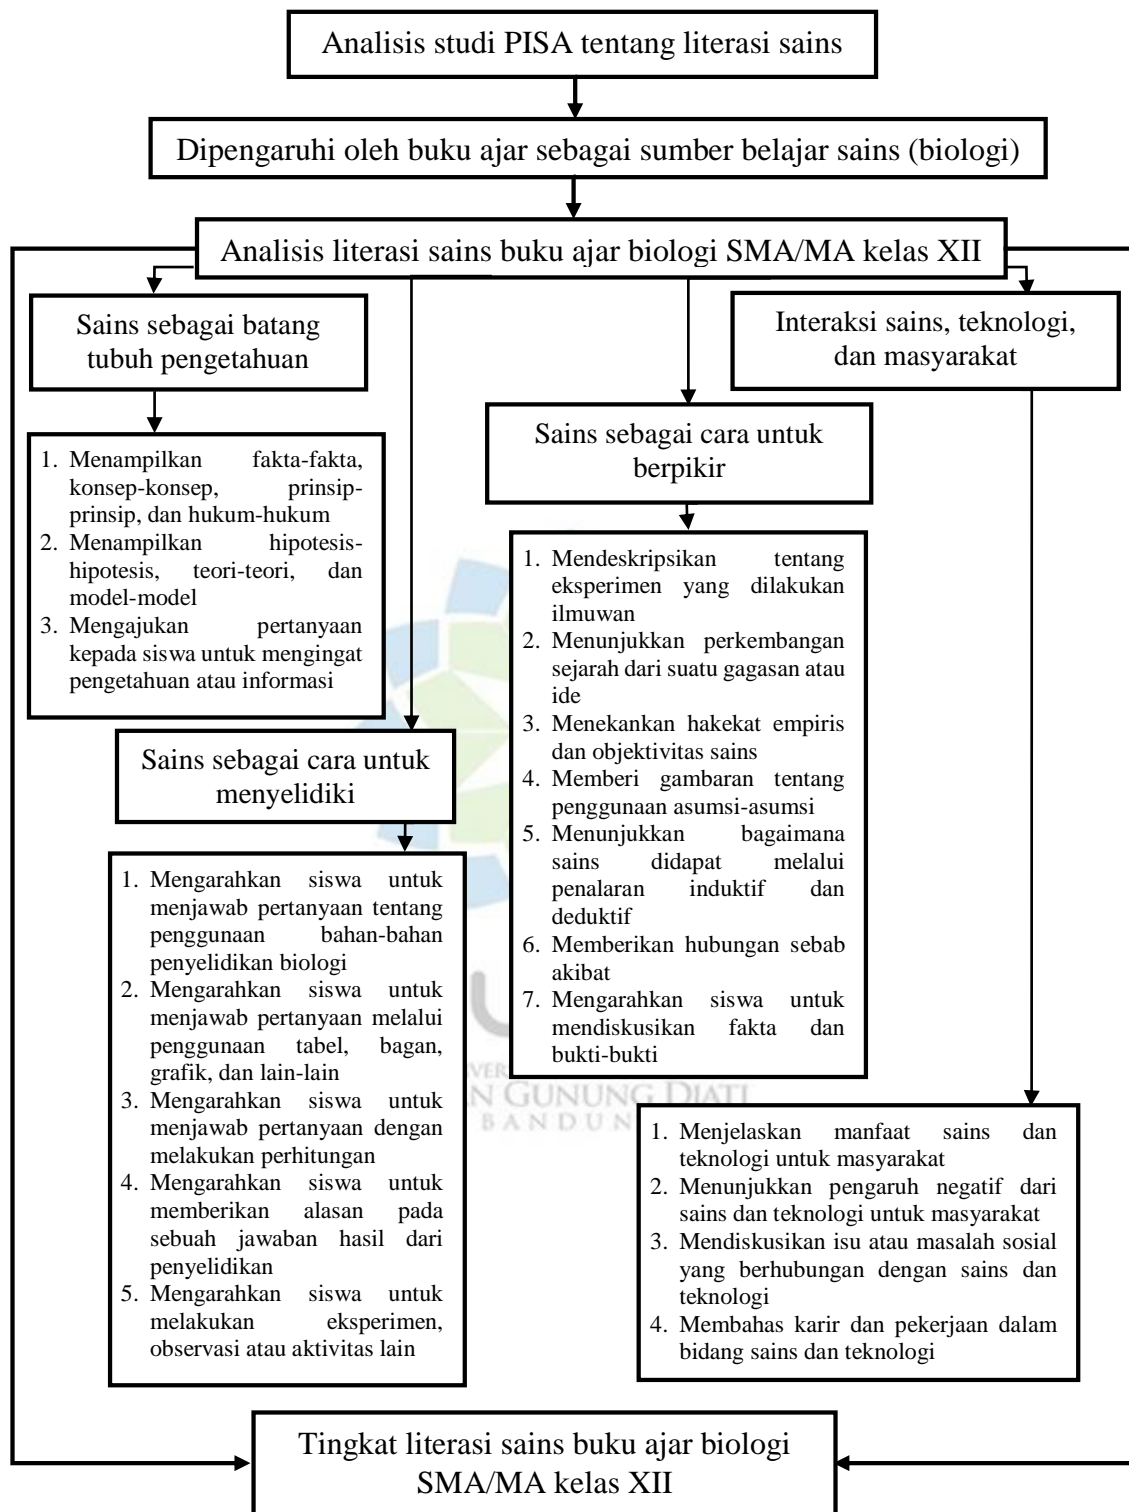 Analisis studi PISA tentang literasi sains
Dipengaruhi oleh buku ajar sebagai sumber belajar sains (biologi)
Analisis literasi sains buku ajar biologi SMA/MA kelas XII
Sains sebagai batang
tubuh pengetahuan
1. Menampilkan fakta-fakta,
konsep-konsep, prinsip-
prinsip, dan hukum-hukum
2. Menampilkan hipotesis-
hipotesis, teori-teori, dan
model-model
3. Mengajukan pertanyaan
kepada siswa untuk mengingat
pengetahuan atau informasi
Sains sebagai cara untuk
menyelidiki
1. Mengarahkan siswa untuk
menjawab pertanyaan tentang
penggunaan bahan-bahan
penyelidikan biologi
2. Mengarahkan siswa untuk
menjawab pertanyaan melalui
penggunaan tabel, bagan,
grafik, dan lain-lain
3. Mengarahkan siswa untuk
menjawab pertanyaan dengan
melakukan perhitungan
4. Mengarahkan siswa untuk
memberikan alasan pada
sebuah jawaban hasil dari
penyelidikan
5. Mengarahkan siswa untuk
melakukan eksperimen,
observasi atau aktivitas lain
Sains sebagai cara untuk
berpikir
1. Mendeskripsikan tentang
eksperimen yang dilakukan
ilmuwan
2. Menunjukkan perkembangan
sejarah dari suatu gagasan atau
ide
3. Menekankan hakekat empiris
dan objektivitas sains
4. Memberi gambaran tentang
penggunaan asumsi-asumsi
5. Menunjukkan bagaimana
sains didapat melalui
penalaran induktif dan
deduktif
6. Memberikan hubungan sebab
akibat
7. Mengarahkan siswa untuk
mendiskusikan fakta dan
bukti-bukti
Interaksi sains, teknologi,
dan masyarakat
1. Menjelaskan manfaat sains dan
teknologi untuk masyarakat
2. Menunjukkan pengaruh negatif dari
sains dan teknologi untuk masyarakat
3. Mendiskusikan isu atau masalah sosial
yang berhubungan dengan sains dan
teknologi
4. Membahas karir dan pekerjaan dalam
bidang sains dan teknologi
GUNUNG DJATI
Tingkat literasi sains buku ajar biologi
SMA/MA kelas XII